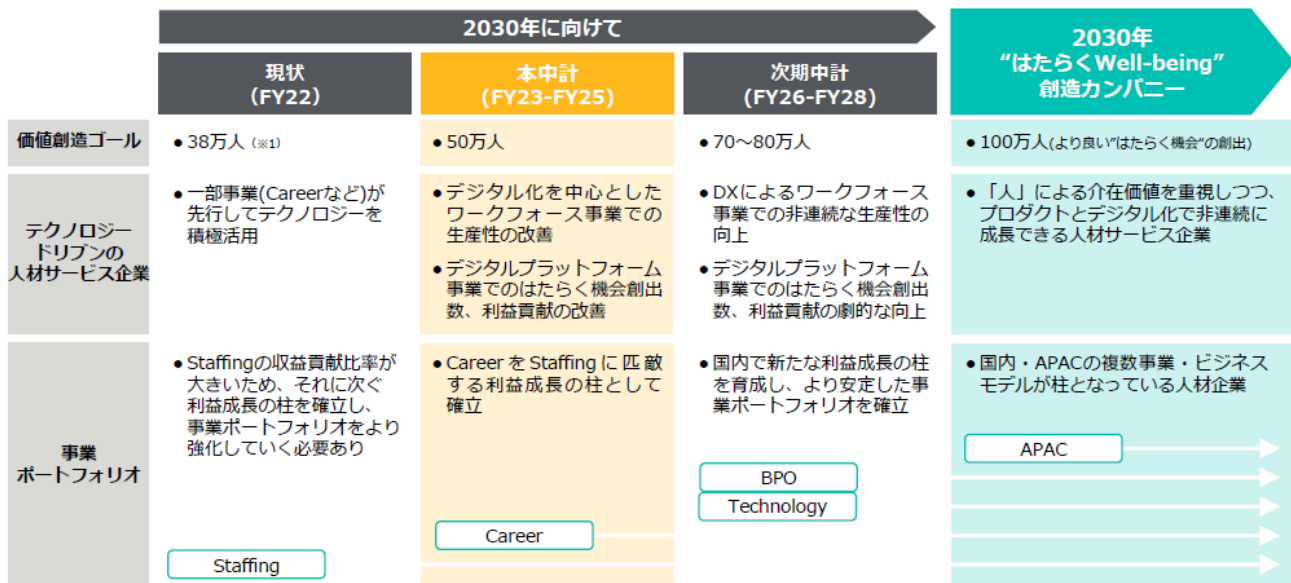 2030年に向けて
現状
(FY22)
本中計
(FY23-FY25)
次期中計
(FY26-FY28)
2030年
“はたらくWell-being”
創造カンパニー
価値創造ゴール
●38万人 (※1)
●50万人
●70～80万人
●100万人(より良い“はたらく機会”の創出)
テクノロジー
ドリブンの
人材サービス企業
●一部事業(Careerなど)が
先行してテクノロジーを
積極活用
●デジタル化を中心とした
ワークフォース事業での
生産性の改善
●デジタルプラットフォーム
事業でのはたらく機会創出
数、利益貢献の改善
●DXによるワークフォース
事業での非連続な生産性の
向上
●デジタルプラットフォーム
事業でのはたらく機会創出
数、利益貢献の劇的な向上
●「人」による介在価値を重視しつつ、
プロダクトとデジタル化で非連続に
成長できる人材サービス企業
事業
ポートフォリオ
●Staffingの収益貢献比率が
大きいため、それに次ぐ
利益成長の柱を確立し、
事業ポートフォリオをより
強化していく必要あり
Staffing
●CareerをStaffingに匹敵
する利益成長の柱として
確立
Career
●国内で新たな利益成長の柱
を育成し、より安定した事
業ポートフォリオを確立
BPO
Technology
●国内・APACの複数事業・ビジネス
モデルが柱となっている人材企業
APAC